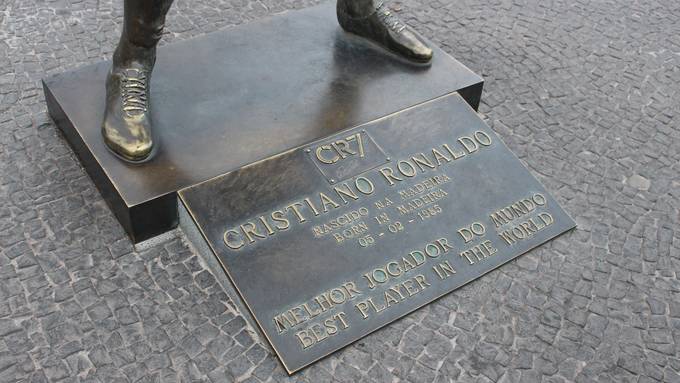 CR7
CRISTIANO RONALDO
NASCIDO NA MADEIRA
BORN IN MADEIRA
05 - 02 - 1985
MELHOR JOGADOR DO MUNDO
BEST PLAYER IN THE WORLD